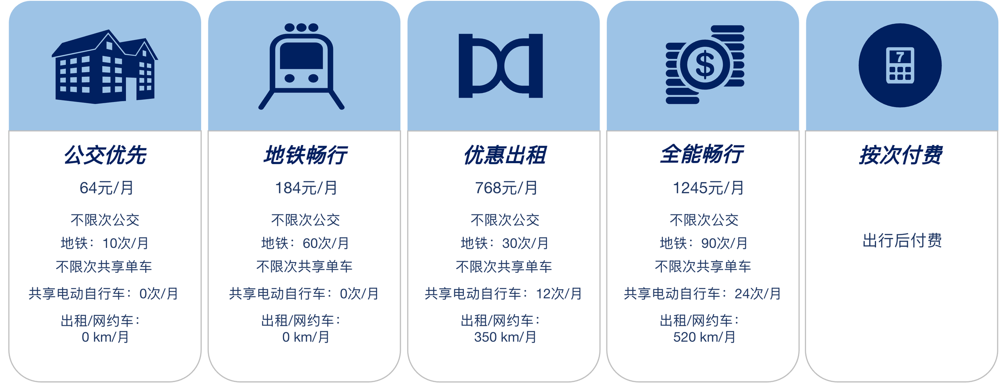 7
公交优先
64元/月
不限次公交
地铁：10次/月
不限次共享单车
共享电动自行车：0次/月
出租/网约车：
0 km/月
地铁畅行
184元/月
不限次公交
地铁：60次/月
不限次共享单车
共享电动自行车：0次/月
出租/网约车：
0 km/月
优惠出租
768元/月
不限次公交
地铁：30次/月
不限次共享单车
共享电动自行车：12次/月
出租/网约车：
350 km/月
$
全能畅行
1245元/月
不限次公交
地铁：90次/月
不限次共享单车
共享电动自行车：24次/月
出租/网约车：
520 km/月
按次付费
出行后付费